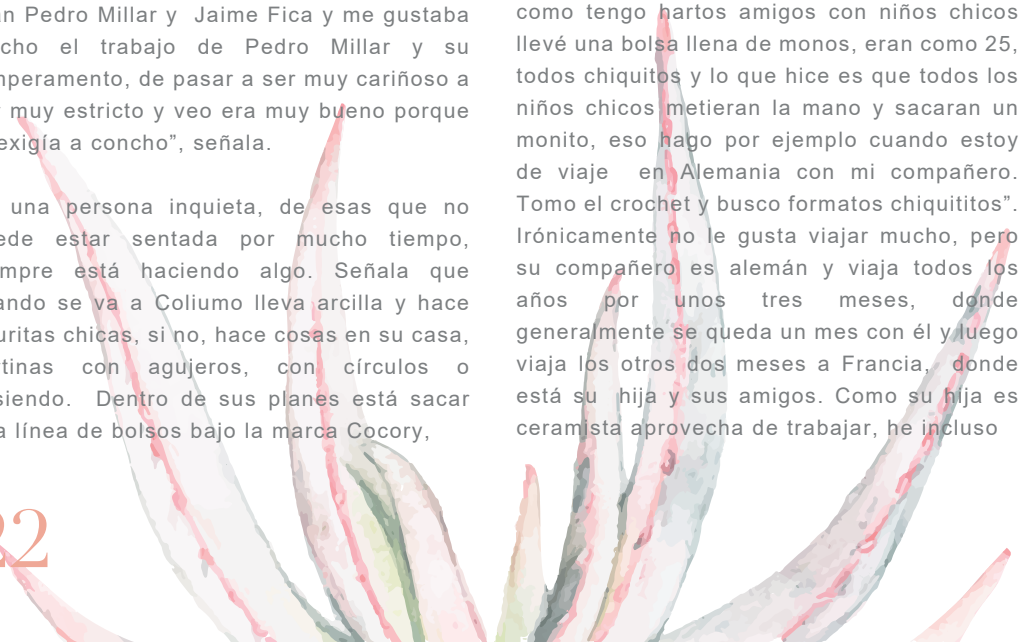 Pedro Millar y Jaime Fica y me gustaba
el trabajo de Pedro Millar y su
de pasar a ser muy cariñoso a
muy estricto y veo era muy bueno porque
exigía a concho”, señala.
una persona inquieta, de esas que no
estar sentada por mucho tiempo,
está haciendo algo. Señala que
se va a Coliumo lleva arcilla y hace
chicas, si no, hace cosas en su casa,
con agujeros, con círculos o
Dentro de sus planes está sacar
línea de bolsos bajo la marca Cocory,
22
como tengo hartos amigos con niños chicos
llevé una bolsa llena de monos, eran como 25,
todos chiquitos y lo que hice es que todos los
niños chicos metieran la mano y sacaran un
monito, eso hago por ejemplo cuando estoy
de viaje en Alemania con mi compañero.
Tomo el crochet y busco formatos chiquititos”.
Irónicamente no le gusta viajar mucho, pero
su compañero es alemán y viaja todos los
años por unos tres meses, donde
generalmente se queda un mes con él y luego
viaja los otros dos meses a Francia, donde
está su hija y sus amigos. Como su hija es
ceramista aprovecha de trabajar, he incluso